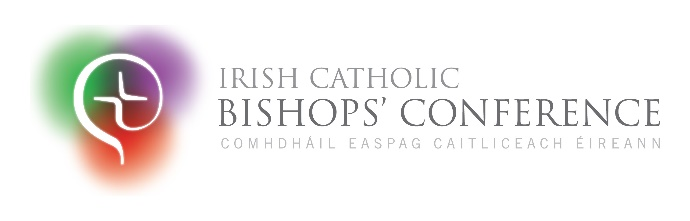 IRISH CATHOLIC
BISHOPS’ CONFERENCE
COMHDHÁIL EASPAG CAITLICEACH ÉIREANN